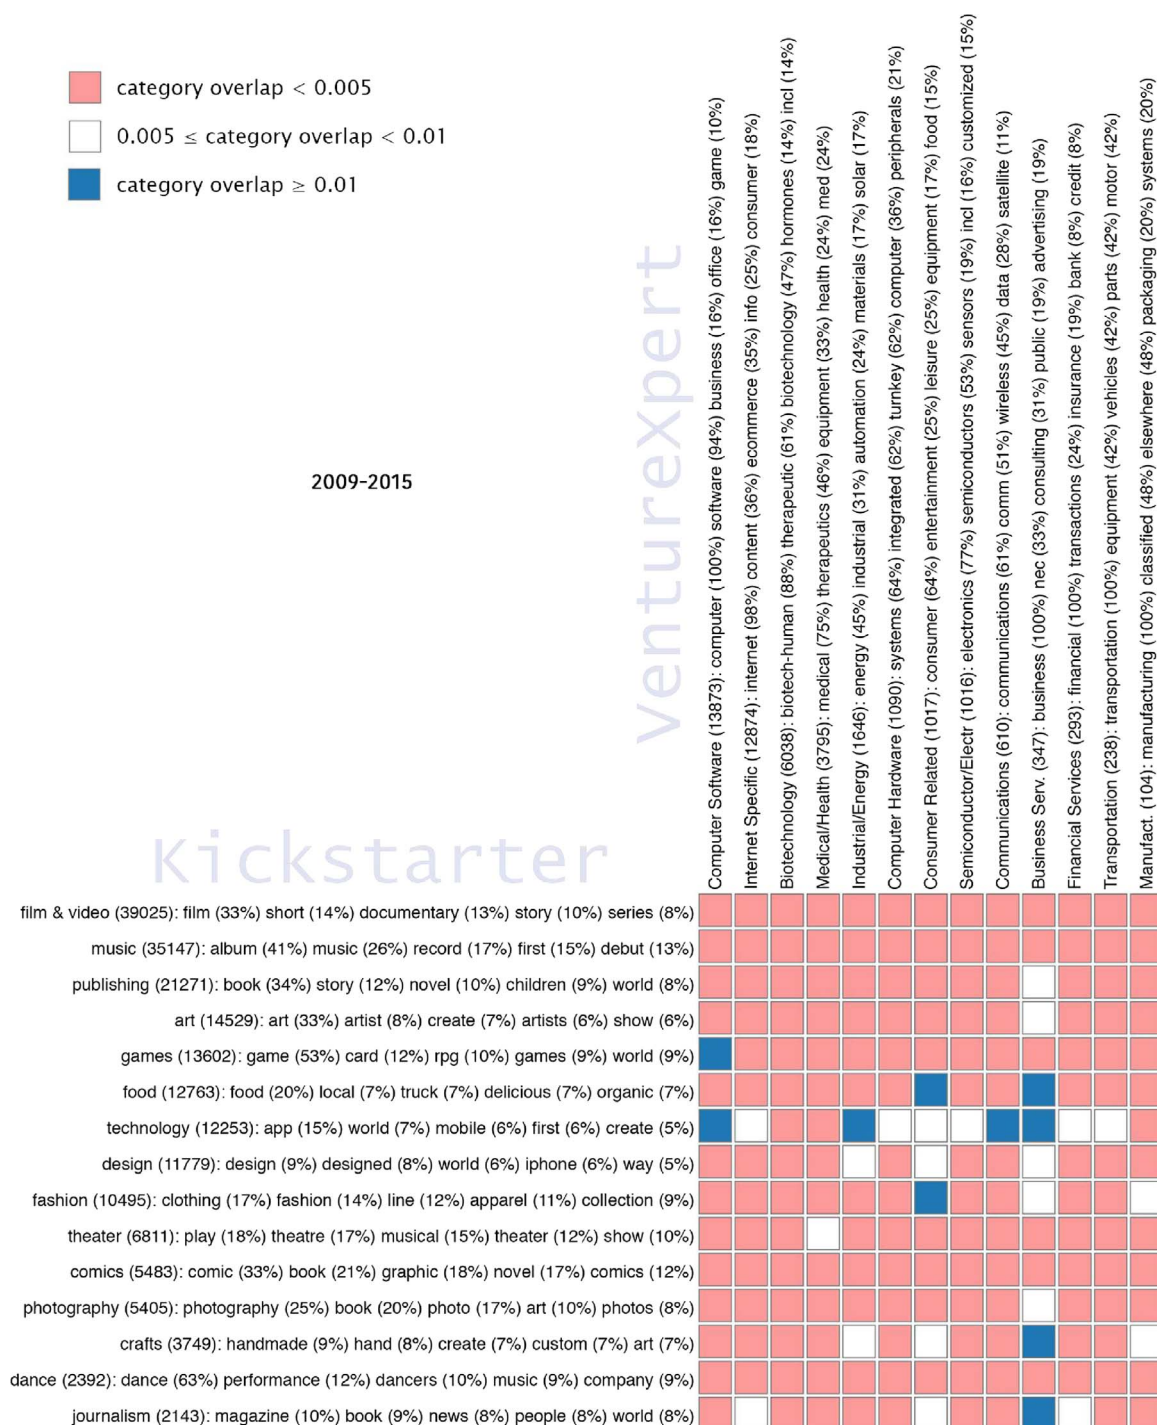 category overlap < 0.005
0.005 ≤ category overlap < 0.01
category overlap ≥ 0.01
2009-2015
VentureXpert
Kickstarter
Computer Software (13873): computer (100%) software (94%) business (16%) office (16%) game (10%)
Internet Specific (12874): internet (98%) content (36%) ecommerce (35%) info (25%) consumer (18%)
Biotechnology (6038): biotech-human (88%) therapeutic (61%) biotechnology (47%) hormones (14%) incl (14%)
Medical/Health (3795): medical (75%) therapeutics (46%) equipment (33%) health (24%) med (24%)
Industrial/Energy (1646): energy (45%) industrial (31%) automation (24%) materials (17%) solar (17%)
Computer Hardware (1090): systems (64%) integrated (62%) turnkey (62%) computer (36%) peripherals (21%)
Consumer Related (1017): consumer (64%) entertainment (25%) leisure (25%) equipment (17%) food (15%)
Semiconductor/Electr (1016): electronics (77%) semiconductors (53%) sensors (19%) incl (16%) customized (15%)
Communications (610): communications (61%) comm (51%) wireless (45%) data (28%) satellite (11%)
Business Serv. (347): business (100%) nec (33%) consulting (31%) public (19%) advertising (19%)
Financial Services (293): financial (100%) transactions (24%) insurance (19%) bank (8%) credit (8%)
Transportation (238): transportation (100%) equipment (42%) vehicles (42%) parts (42%) motor (42%)
Manufact. (104): manufacturing (100%) classified (48%) elsewhere (48%) packaging (20%) systems (20%)
film & video (39025): film (33%) short (14%) documentary (13%) story (10%) series (8%)
music (35147): album (41%) music (26%) record (17%) first (15%) debut (13%)
publishing (21271): book (34%) story (12%) novel (10%) children (9%) world (8%)
art (14529): art (33%) artist (8%) create (7%) artists (6%) show (6%)
games (13602): game (53%) card (12%) rpg (10%) games (9%) world (9%)
food (12763): food (20%) local (7%) truck (7%) delicious (7%) organic (7%)
technology (12253): app (15%) world (7%) mobile (6%) first (6%) create (5%)
design (11779): design (9%) designed (8%) world (6%) iphone (6%) way (5%)
fashion (10495): clothing (17%) fashion (14%) line (12%) apparel (11%) collection (9%)
theater (6811): play (18%) theatre (17%) musical (15%) theater (12%) show (10%)
comics (5483): comic (33%) book (21%) graphic (18%) novel (17%) comics (12%)
photography (5405): photography (25%) book (20%) photo (17%) art (10%) photos (8%)
crafts (3749): handmade (9%) hand (8%) create (7%) custom (7%) art (7%)
dance (2392): dance (63%) performance (12%) dancers (10%) music (9%) company (9%)
journalism (2143): magazine (10%) book (9%) news (8%) people (8%) world (8%)